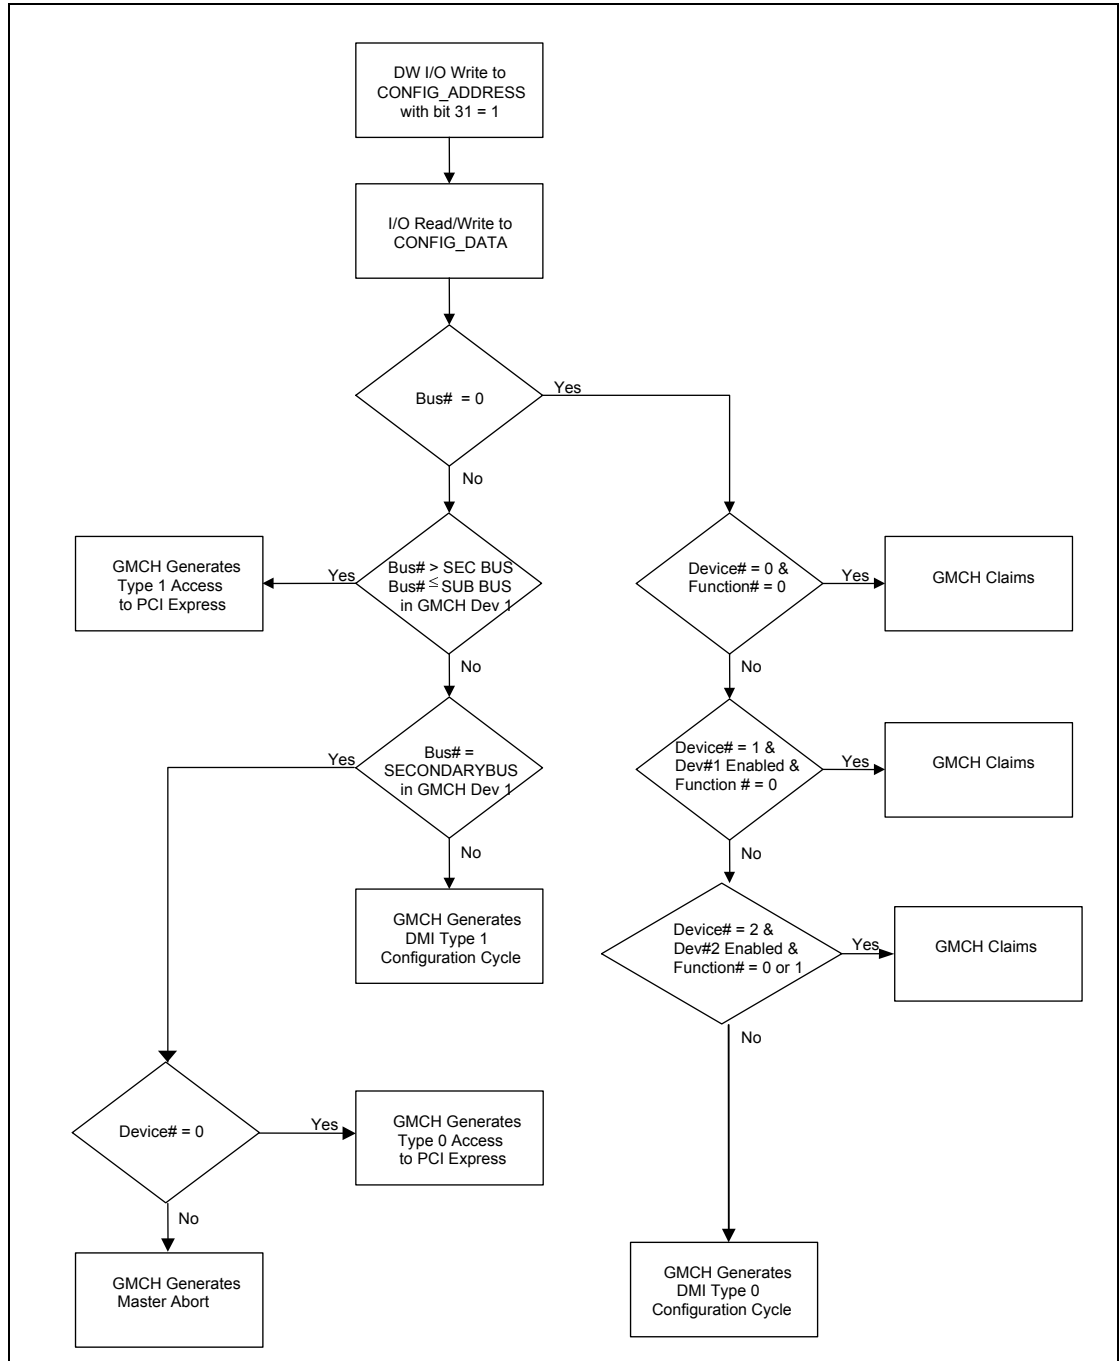 DW I/O Write to
CONFIG_ADDRESS
with bit 31 = 1
I/O Read/Write to
CONFIG_DATA
Bus# = 0
Yes
No
GMCH Generates
Type 1 Access
to PCI Express
Yes
Bus# > SEC BUS
Bus# ≤ SUB BUS
in GMCH Dev 1
No
Device# = 0 &
Function# = 0
Yes
GMCH Claims
No
Yes
Bus# =
SECONDARYBUS
in GMCH Dev 1
No
Device# = 1 &
Dev#1 Enabled &
Function # = 0
Yes
GMCH Claims
No
GMCH Generates
DMI Type 1
Configuration Cycle
Device# = 2 &
Dev#2 Enabled &
Function# = 0 or 1
Yes
GMCH Claims
No
Device# = 0
Yes
GMCH Generates
Type 0 Access
to PCI Express
No
GMCH Generates
Master Abort
GMCH Generates
DMI Type 0
Configuration Cycle